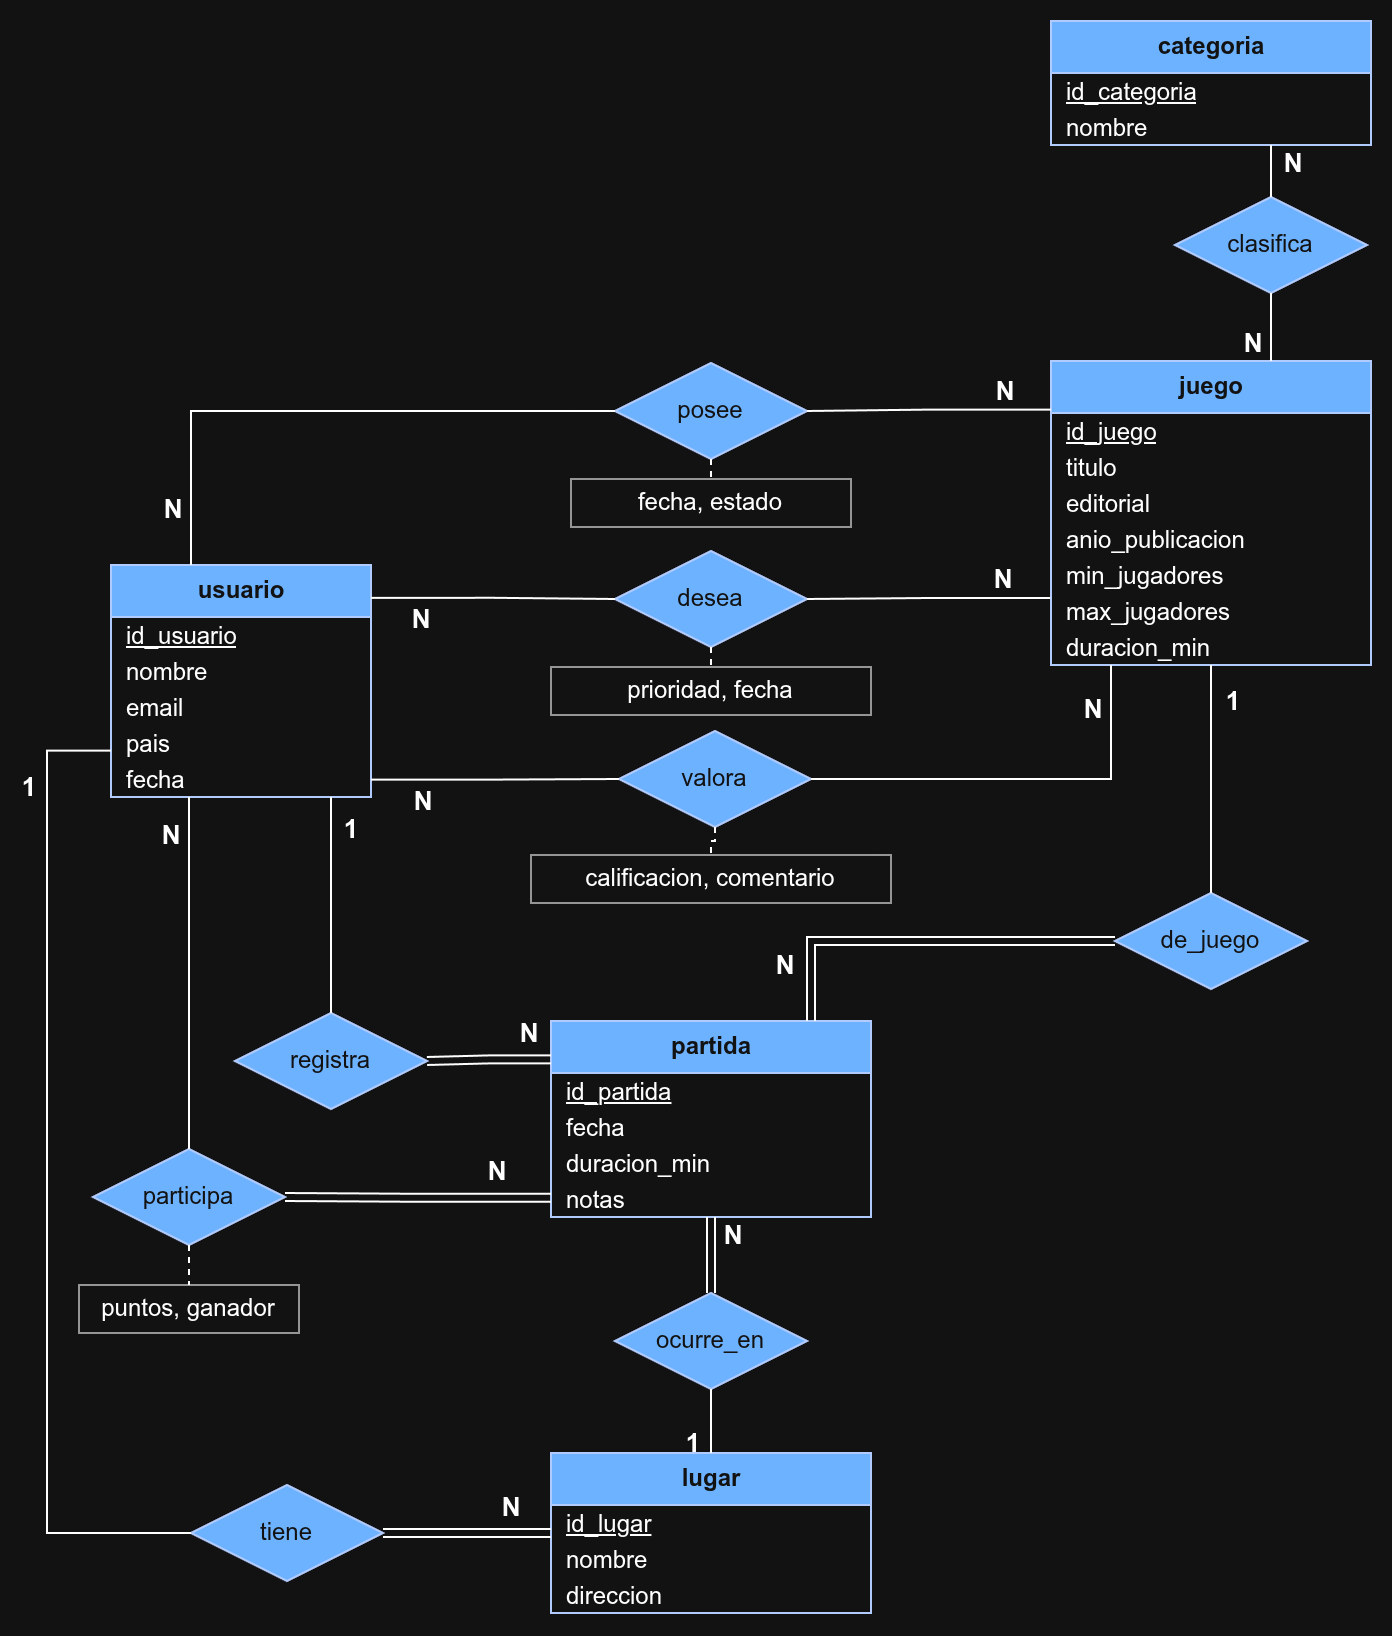 categoria
id_categoria
nombre
N
clasifica
N
juego
id_juego
titulo
editorial
anio_publicacion
min_jugadores
max_jugadores
duracion_min
posee
N
N
fecha, estado
usuario
id_usuario
nombre
email
pais
fecha
desea
N
N
prioridad, fecha
valora
N
N
calificacion, comentario
1
1
N
1
de_juego
N
registra
N
partida
id_partida
fecha
duracion_min
notas
participa
N
puntos, ganador
N
ocurre_en
1
lugar
id_lugar
nombre
direccion
tiene
N